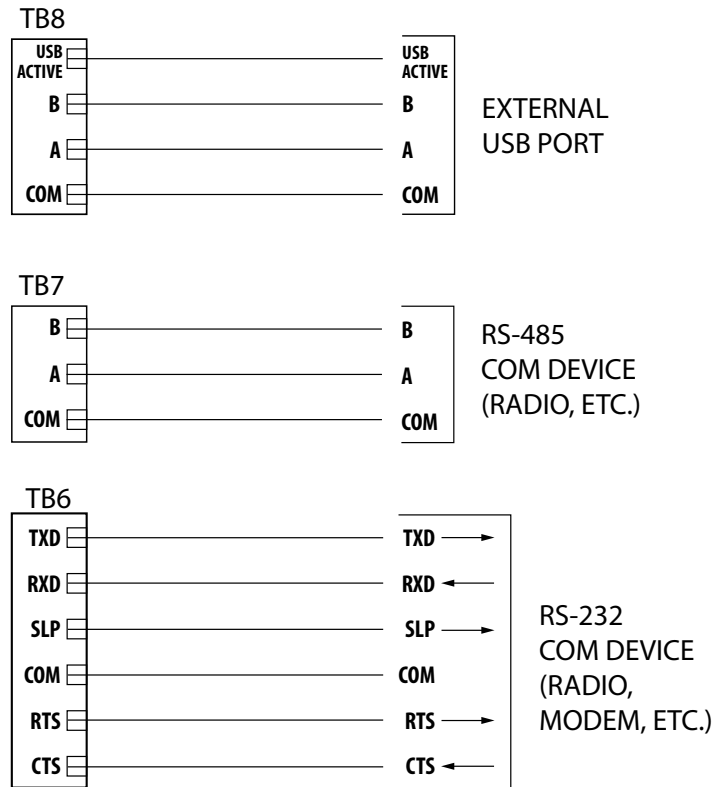 TB8
USB
ACTIVE
B
A
COM
USB
ACTIVE
B
A
COM
EXTERNAL
USB PORT
TB7
B
A
COM
B
A
COM
RS-485
COM DEVICE
(RADIO, ETC.)
TB6
TXD
RXD
SLP
COM
RTS
CTS
TXD
RXD
SLP
COM
RTS
CTS
RS-232
COM DEVICE
(RADIO,
MODEM, ETC.)